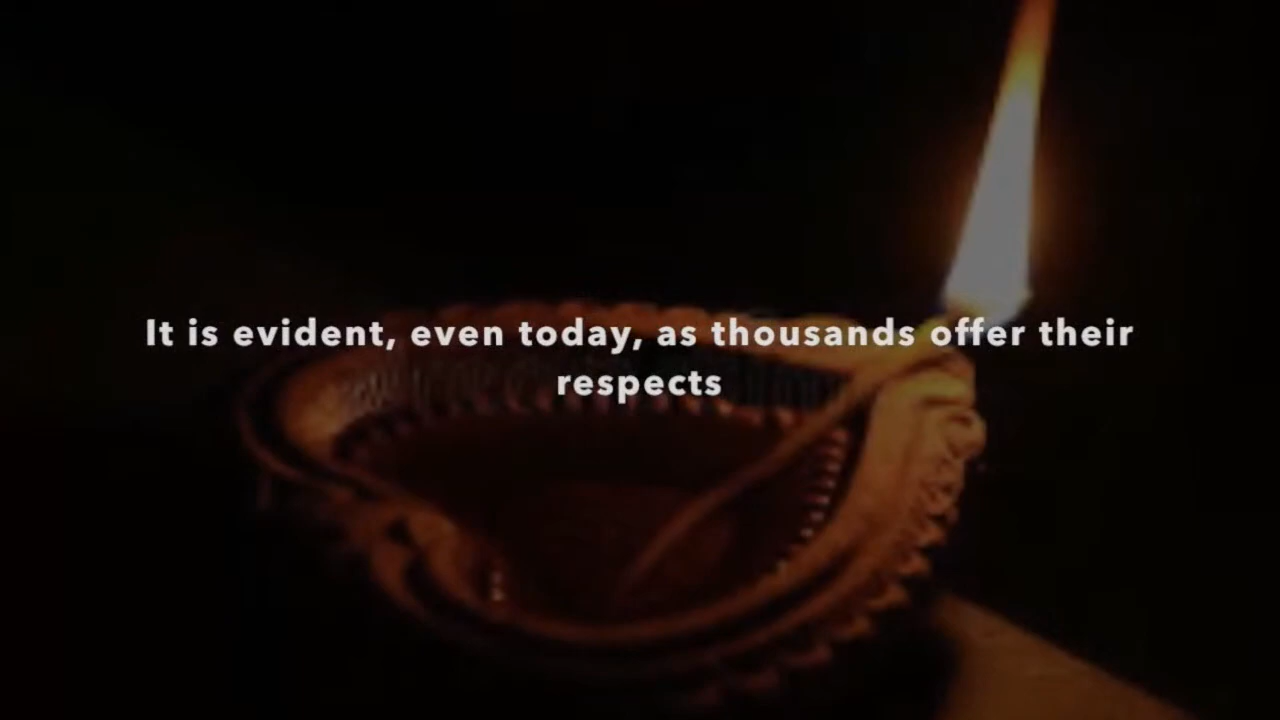 It is evident, even today, as thousands offer their
respects